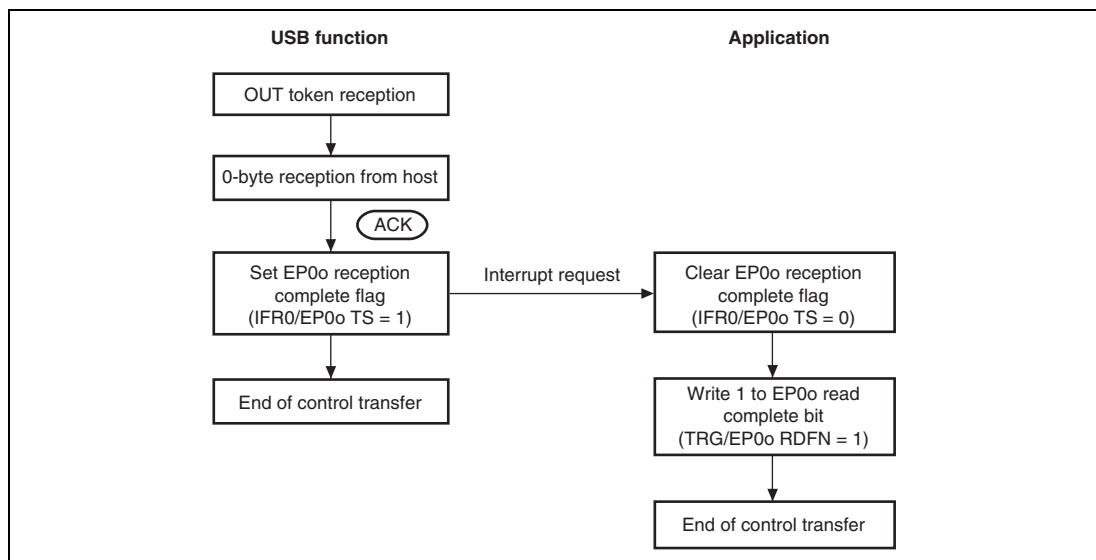 USB function
Application
OUT token reception
0-byte reception from host
ACK
Set EP0o reception
complete flag
(IFR0/EP0o TS = 1)
Interrupt request
Clear EP0o reception
complete flag
(IFR0/EP0o TS = 0)
End of control transfer
Write 1 to EP0o read
complete bit
(TRG/EP0o RDFN = 1)
End of control transfer